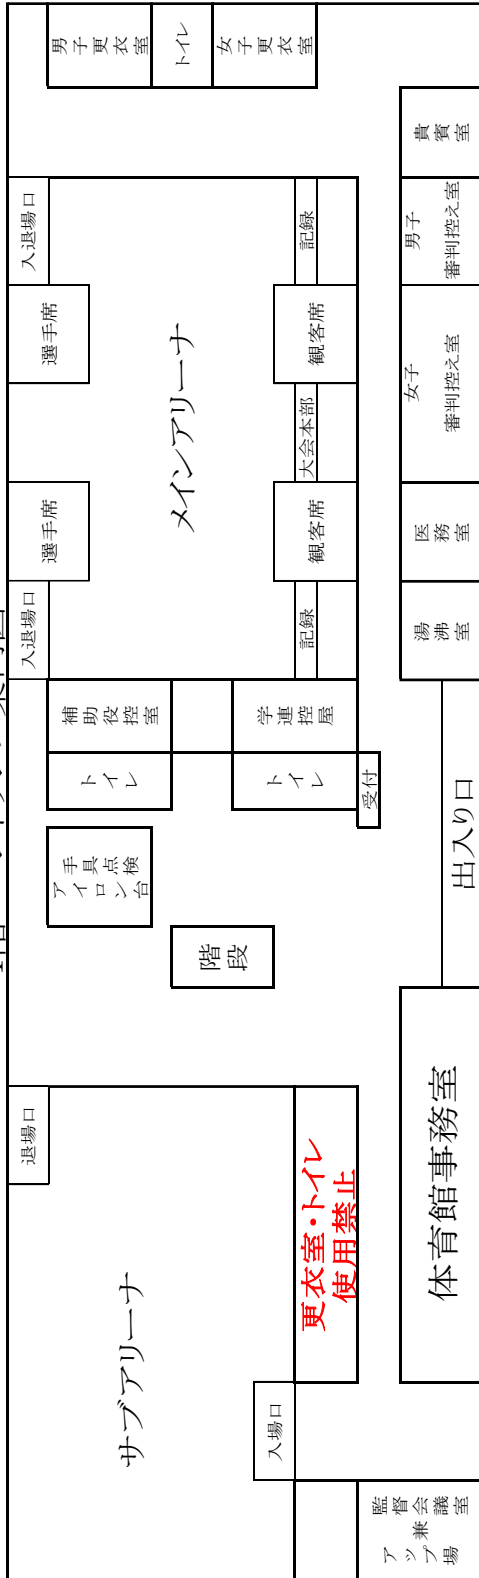 男子更衣室
トイレ
女子更衣室
貴賓室
入退場口
記録
男子
審判控え室
選手席
メインアリーナ
観客席
女子
審判控え室
大会本部
選手席
観客席
医務室
入退場口
記録
湯沸室
補助役控室
学連控屋
トイレ
トイレ
受付
出入り口
手具点検
アイロン台
階段
退場口
サブアリーナ
更衣室・トイレ
使用禁止
体育館事務室
入場口
監督会議室
兼
アップ場